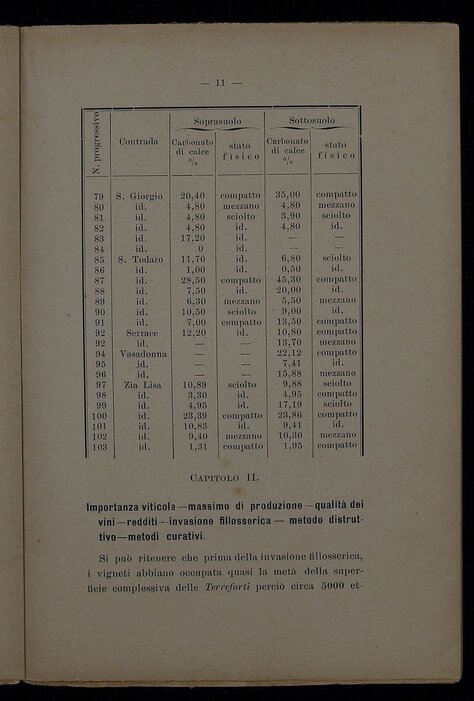 — 11 —
N. progressivo Contrada Soprasuolo Sottosuolo
Carbonato di calce % stato fisico Carbonato di calce % stato fisico
79 S. Giorgio 20,40 compatto 35,00 compatto
80 id. 4,80 mezzano 4,80 mezzano
81 id. 4,80 sciolto 3,90 sciolto
82 id. 4,80 id. 4,80 id.
83 id. 17.20 id. — —
84 id. 0 id. — —
85 S. Todaro 11,70 id. 6,80 sciolto
86 id. 1,00 id. 0,50 id.
87 id. 28,50 compatto 45,30 compatto
88 id. 7,50 id. 20,00 id.
89 id. 6,30 mezzano 5,50 mezzano
90 id. 10,50 sciolto 9,00 id.
91 id. 7,00 compatto 13,50 compatto
92 Serrace 12,20 id. 10,80 compatto
92 id. — — 13,70 mezzano
94 Vasadonna — — 22,12 compatto
95 id. — — 7,41 id.
96 id. — — 15,88 mezzano
97 Zia Lisa 10,89 sciolto 9,88 sciolto
98 id. 3,30 id. 4,95 compatto
99 id. 4,95 id. 17,19 sciolto
100 id. 23,39 compatto 23,86 compatto
101 id. 10,83 id. 9,41 id.
102 id. 9,40 mezzano 10,30 mezzano
103 id. 1,31 compatto 1,95 compatto
Capitolo II.
Importanza viticola—massimo di produzione—qualità dei
vini—redditi—invasione fillosserica — metodo distrut-
tivo—metodi curativi.
Si può ritenere che prima della invasione fillosserica,
i vigneti abbiano occupata quasi la metà della super-
ficie complessiva delle Terreforti perciò circa 5000 et-